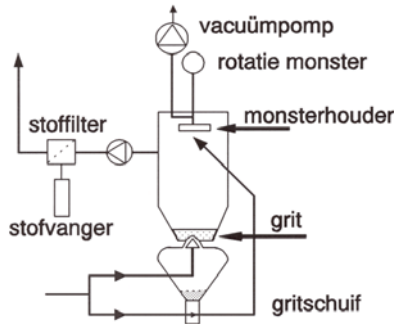 vacuümpomp
rotatie monster
monsterhouder
stoffilter
stofvanger
grit
gritschuif